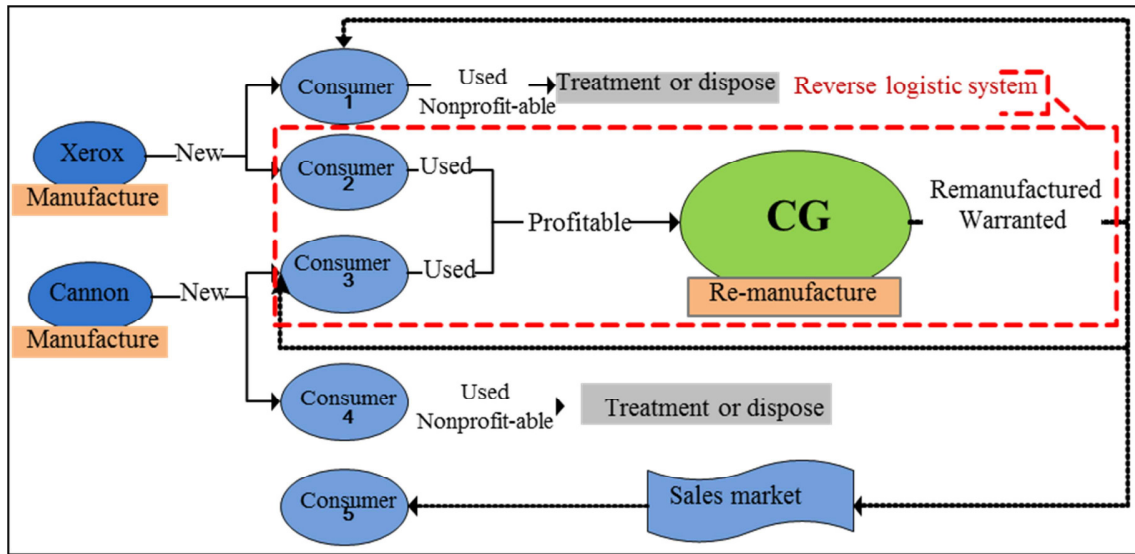 Consumer
1
Used
Nonprofit-able
Treatment or dispose
Reverse logistic system
Xerox
Manufacture
New
Consumer
2
Used
Profitable
CG
Re-manufacture
Remanufactured
Warranted
Cannon
Manufacture
New
Consumer
3
Used
Consumer
4
Used
Nonprofit-able
Treatment or dispose
Consumer
5
Sales market